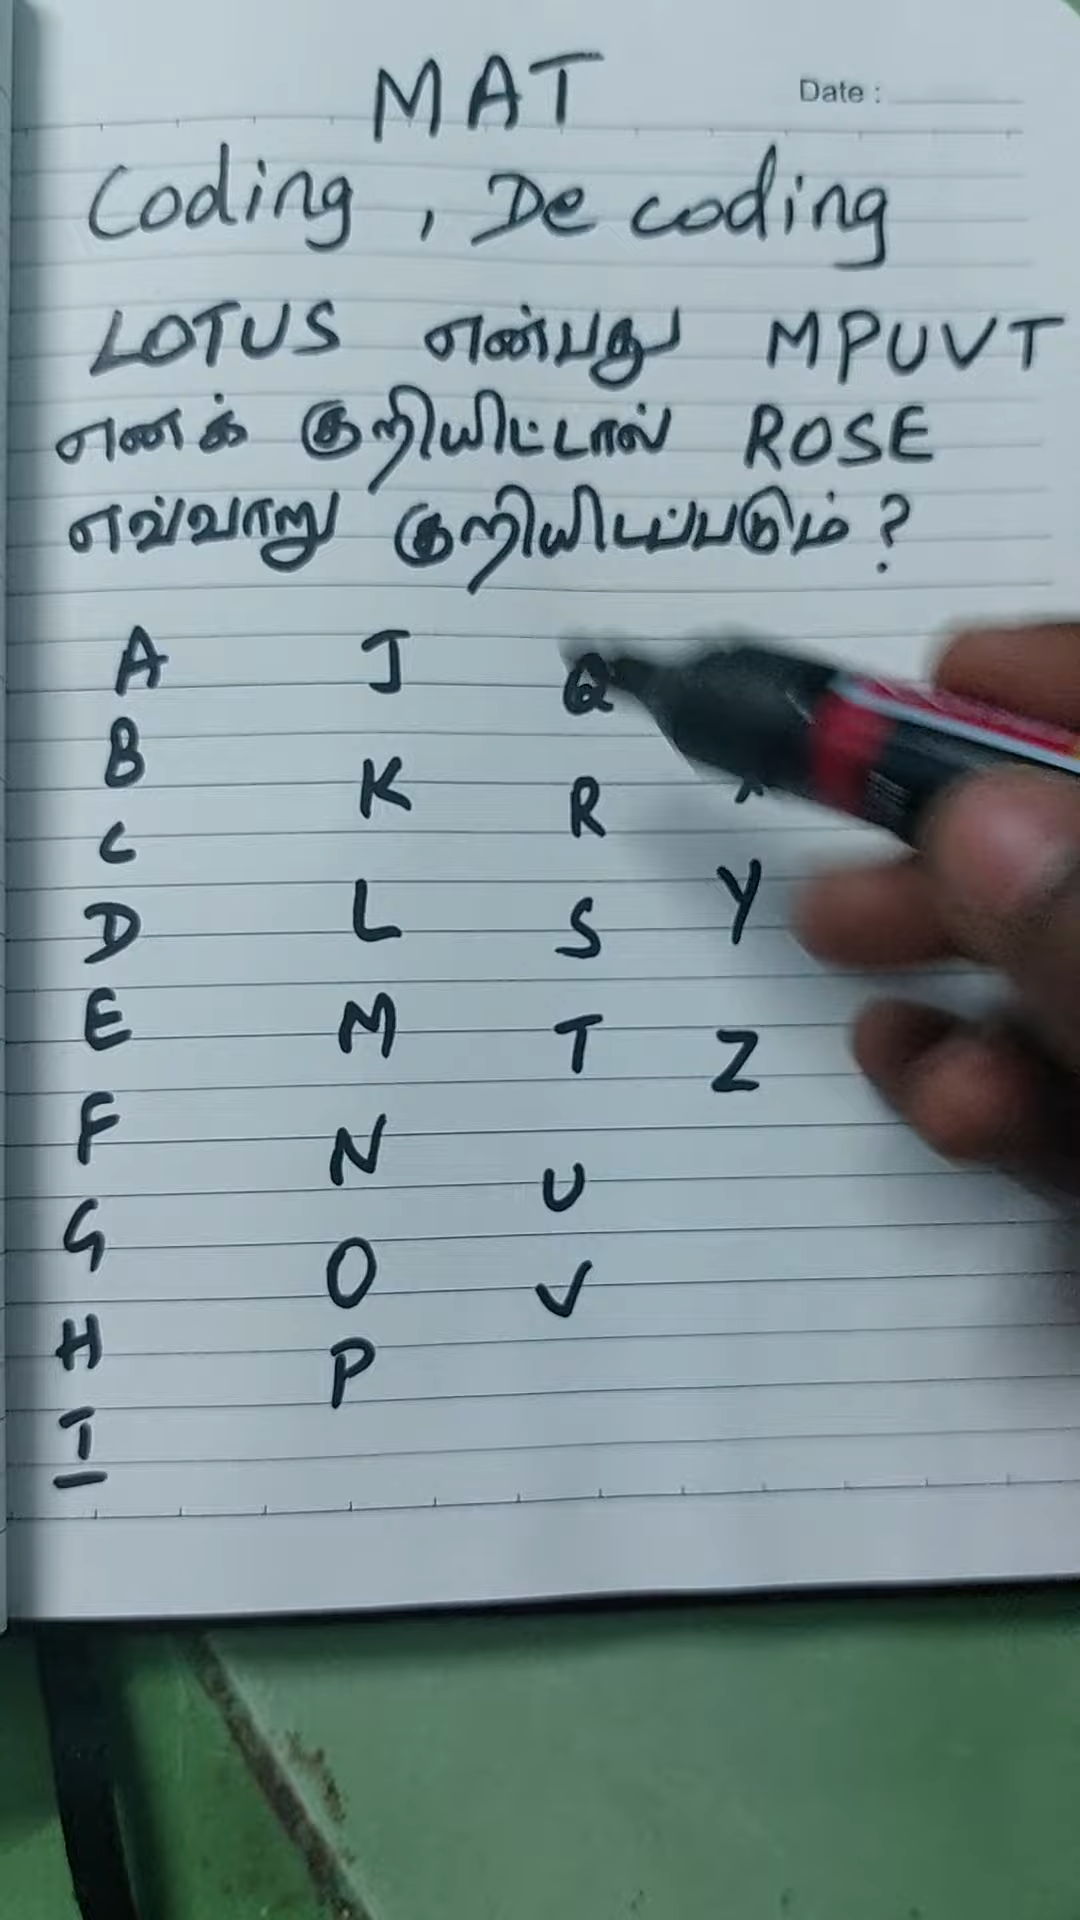 MAT
Date :
Coding , De coding
LOTUS என்பது MPUVT
எனக் குறியிட்டால் ROSE
எவ்வாறு குறியிடப்படும் ?
A J Q
B K R
C L S Y
D M T Z
E N U
F O V
G P
H
I